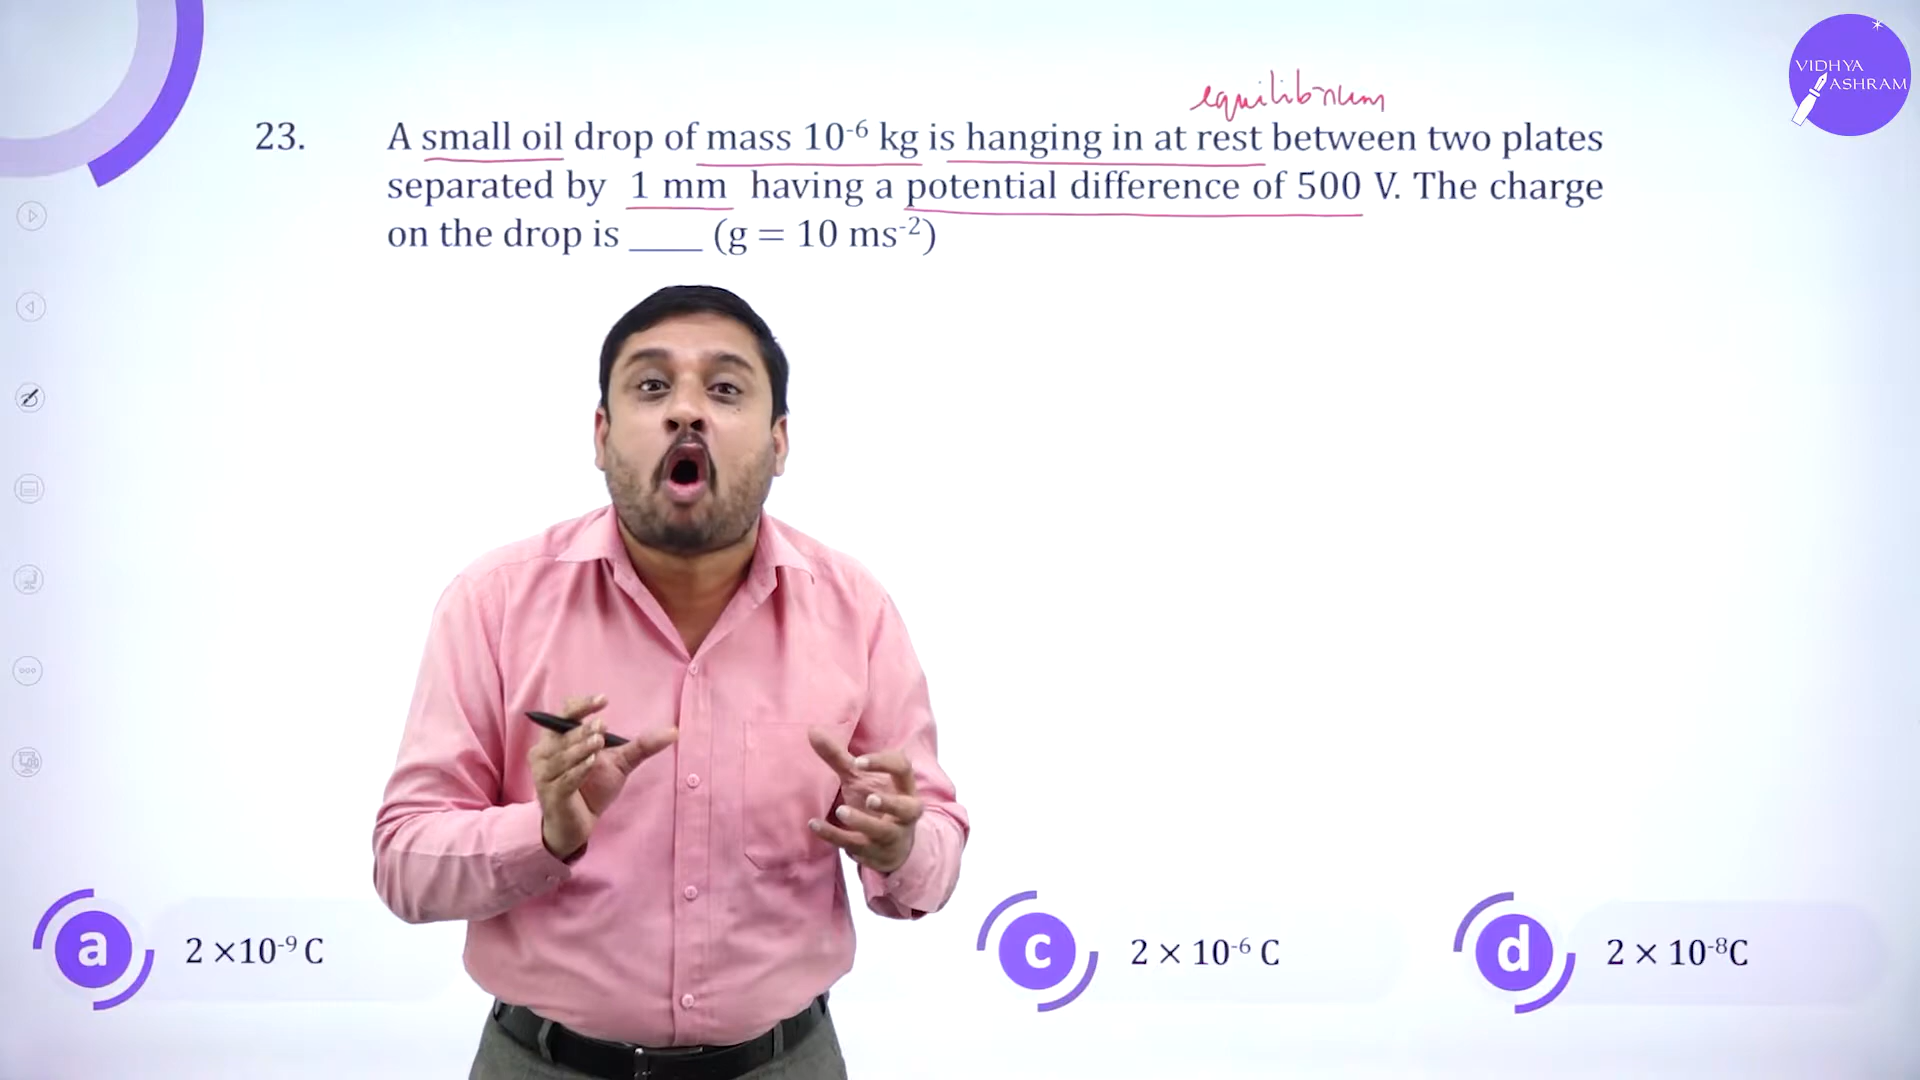 VIDHYA
ASHRAM
equilibrium
23. A small oil drop of mass 10⁻⁶ kg is hanging in at rest between two plates
separated by 1 mm having a potential difference of 500 V. The charge
on the drop is ____ (g = 10 ms⁻²)
a 2 ×10⁻⁹ C
c 2 × 10⁻⁶ C
d 2 × 10⁻⁸C